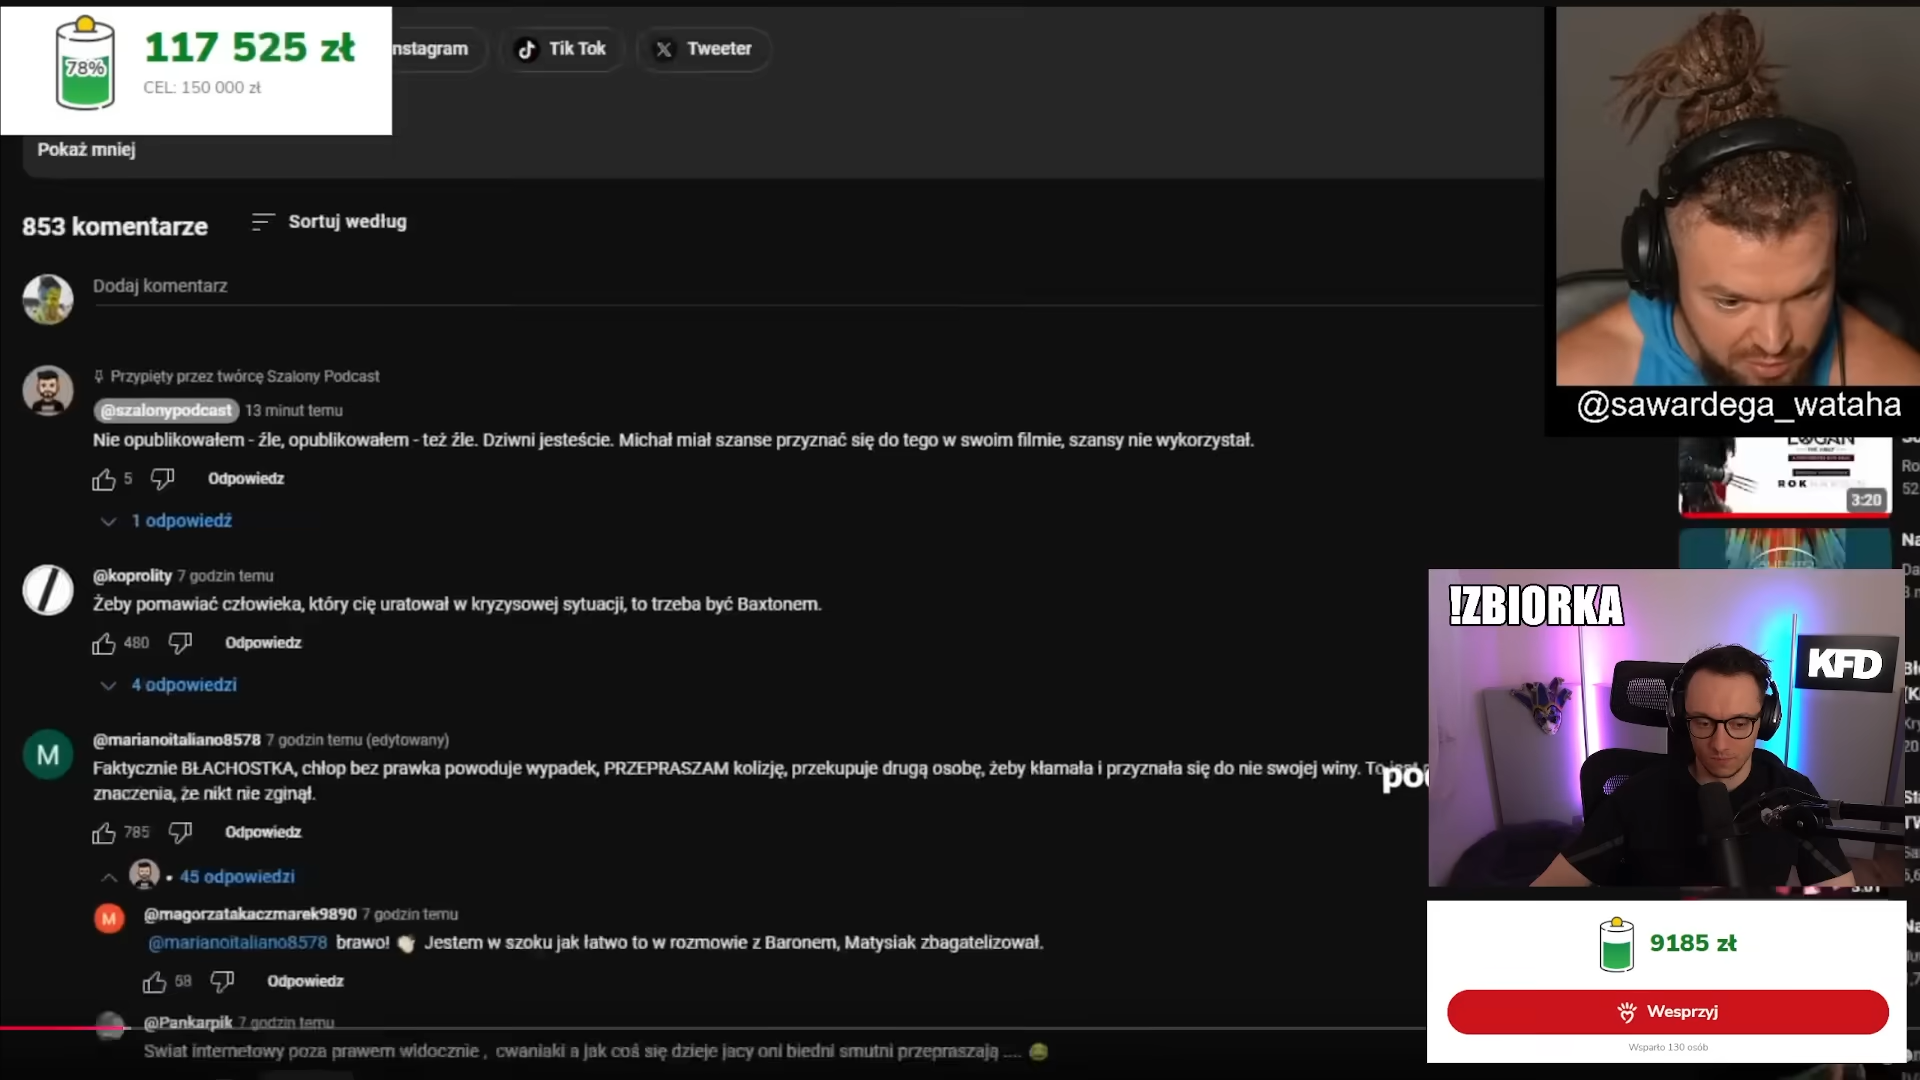 117 525 zł
78%
CEL: 150 000 zł
nstagram
Tik Tok
Tweeter
Pokaż mniej
853 komentarze
Sortuj według
Dodaj komentarz
Przypięty przez twórcę Szalony Podcast
@szalonypodcast 13 minut temu
Nie opublikowałem - źle, opublikowałem - też źle. Dziwni jesteście. Michał miał szanse przyznać się do tego w swoim filmie, szansy nie wykorzystał.
5 Odpowiedz
1 odpowiedź
@koprolity 7 godzin temu
Żeby pomawiać człowieka, który cię uratował w kryzysowej sytuacji, to trzeba być Baxtonem.
480 Odpowiedz
4 odpowiedzi
M
@marianoitaliano8578 7 godzin temu (edytowany)
Faktycznie BŁACHOSTKA, chłop bez prawka powoduje wypadek, PRZEPRASZAM kolizję, przekupuje drugą osobę, żeby kłamała i przyznała się do nie swojej winy.
znaczenia, że nikt nie zginął.
785 Odpowiedz
• 45 odpowiedzi
M
@magorzatakaczmarek9890 7 godzin temu
@marianoitaliano8578 brawo! Jestem w szoku jak łatwo to w rozmowie z Baronem, Matysiak zbagatelizował.
68 Odpowiedz
@Pankarpik 7 godzin temu
Swiat internetowy poza prawem widocznie , cwaniaki a jak coś się dzieje jacy oni biedni smutni przepraszają ....
@sawardega_wataha
LOGAN
3:20
!ZBIORKA
KFD
9185 zł
Wesprzyj
Wsparło 130 osób